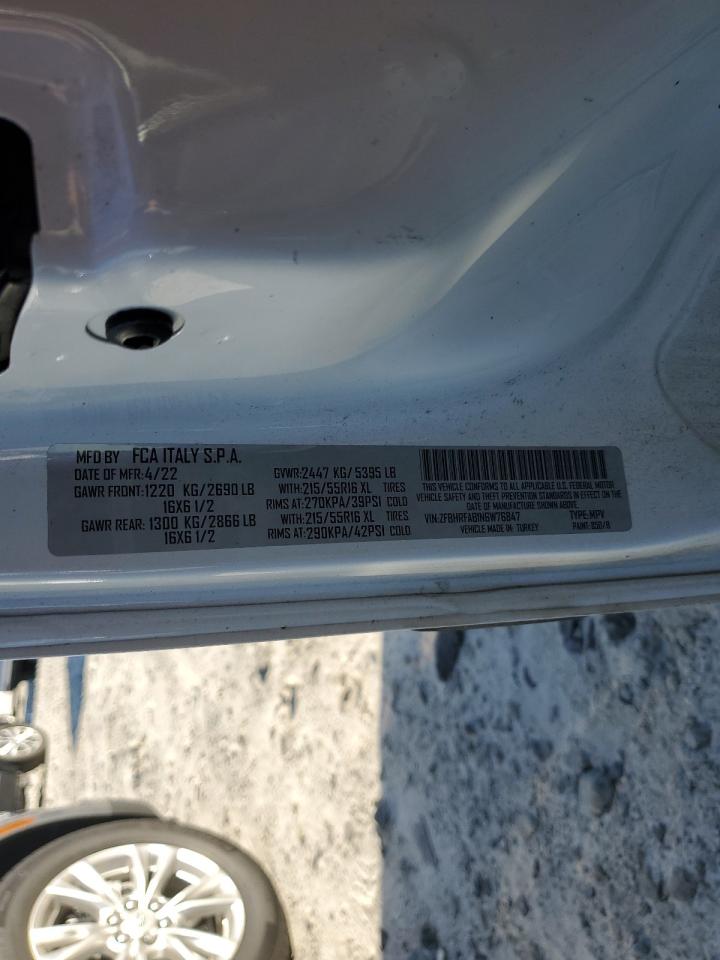 MFD BY FCA ITALY S.P.A.
DATE OF MFR: 4/22
GAWR FRONT: 1220 KG/2690 LB
16X6 1/2
GAWR REAR: 1300 KG/2866 LB
16X6 1/2
GVWR: 2447 KG/ 5395 LB
WITH: 215/55R16 XL TIRES
RIMS AT: 270KPA/39PSI COLD
WITH: 215/55R16 XL TIRES
RIMS AT: 290KPA/42PSI COLD
THIS VEHICLE CONFORMS TO ALL APPLICABLE U.S. FEDERAL MOTOR
VEHICLE SAFETY STANDARDS IN EFFECT ON THE
DATE OF MANUFACTURE SHOWN ABOVE.
VIN: ZFBHRFAB1N6W76847 TYPE: MPV
VEHICLE MADE IN: TURKEY PAINT: 850/B